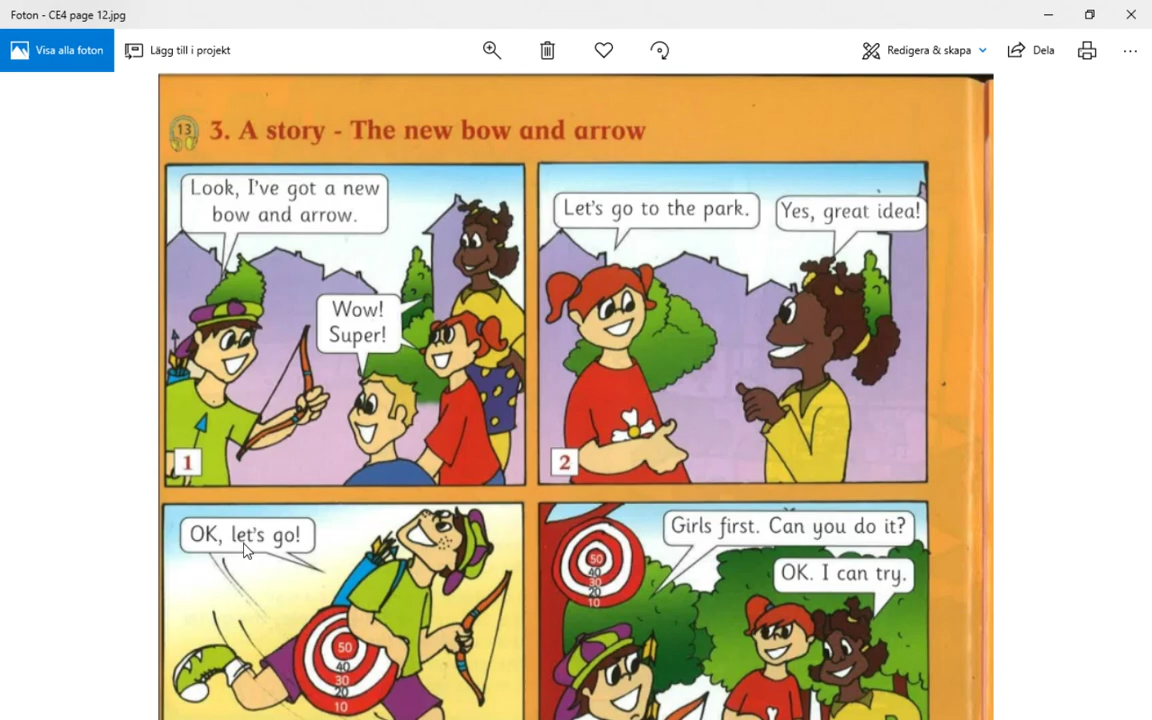 Foton - CE4 page 12.jpg
Visa alla foton
Lägg till i projekt
Redigera & skapa
Dela
13
3. A story - The new bow and arrow
Look, I've got a new
bow and arrow.
Wow!
Super!
1
Let's go to the park.
Yes, great idea!
2
OK, let's go!
50
40
30
20
10
Girls first. Can you do it?
OK. I can try.
50
40
30
20
10